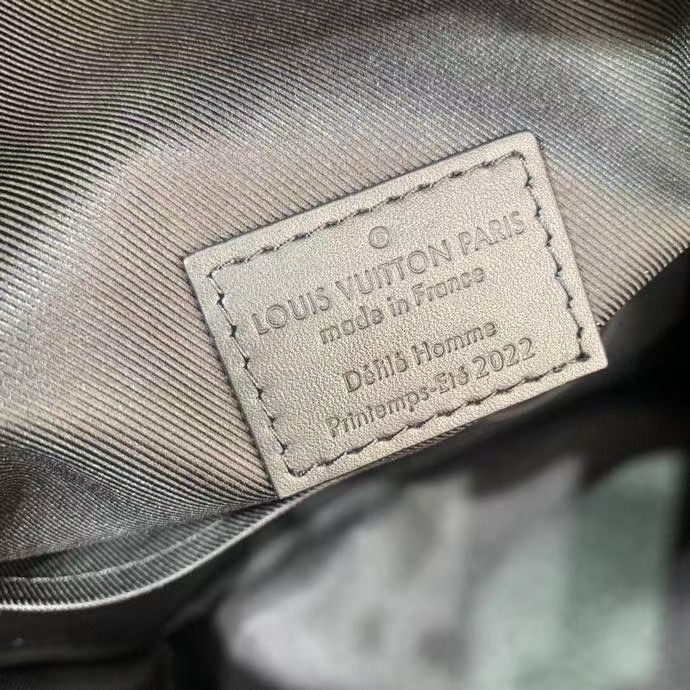 LOUIS VUITTON PARIS
made in France
Défilé Homme
Printemps-Eté 2022